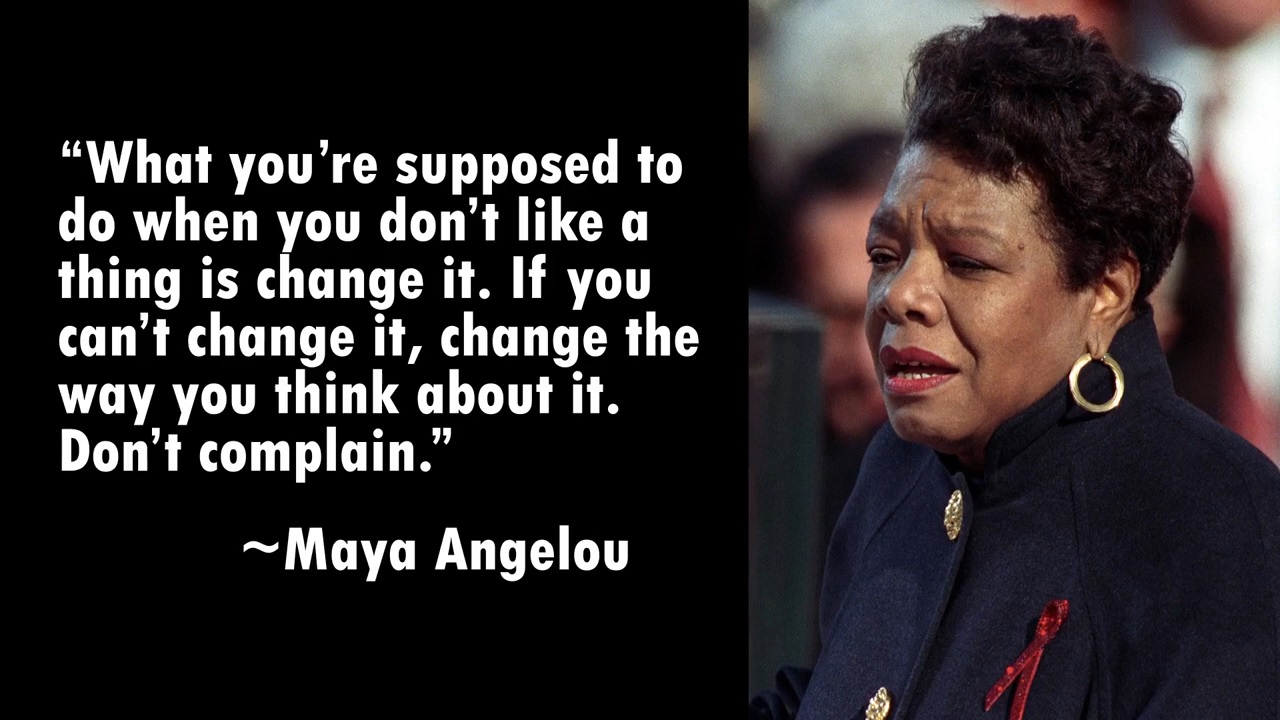 “What you’re supposed to
do when you don’t like a
thing is change it. If you
can’t change it, change the
way you think about it.
Don’t complain.”
~Maya Angelou